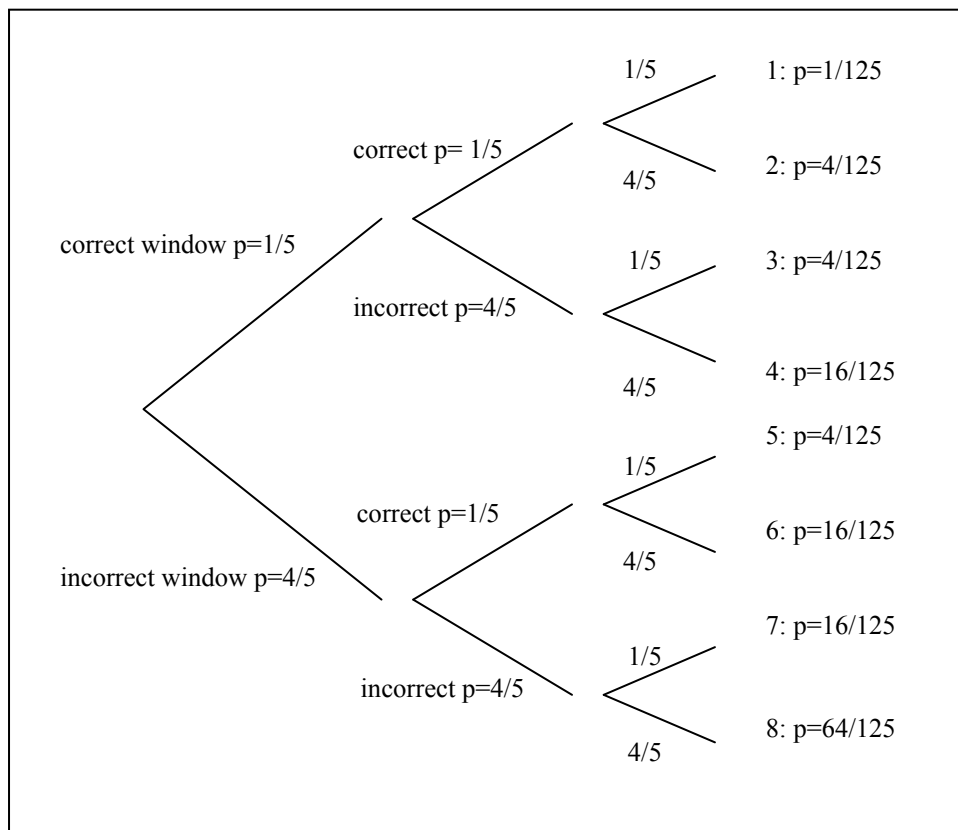 1/5
1: p=1/125
correct p= 1/5
4/5
2: p=4/125
correct window p=1/5
1/5
3: p=4/125
incorrect p=4/5
4/5
4: p=16/125
1/5
5: p=4/125
correct p=1/5
4/5
6: p=16/125
incorrect window p=4/5
1/5
7: p=16/125
incorrect p=4/5
4/5
8: p=64/125